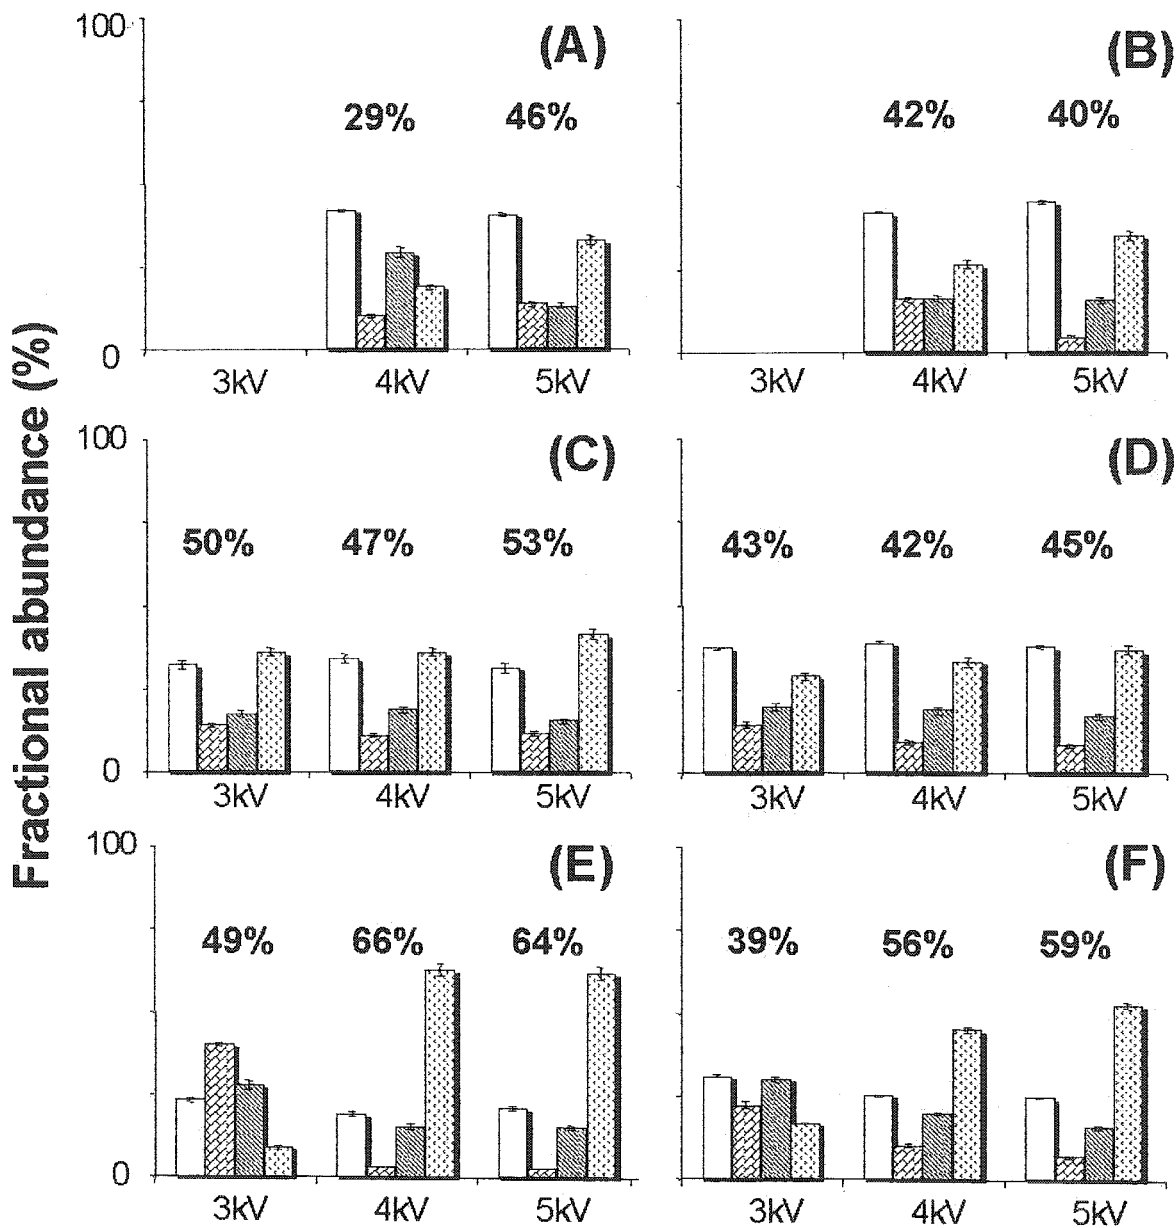 Fractional abundance (%)
100
(A)
(B)
29%
46%
42%
40%
0
3kV
4kV
5kV
3kV
4kV
5kV
100
(C)
(D)
50%
47%
53%
43%
42%
45%
0
3kV
4kV
5kV
3kV
4kV
5kV
100
(E)
(F)
49%
66%
64%
39%
56%
59%
0
3kV
4kV
5kV
3kV
4kV
5kV